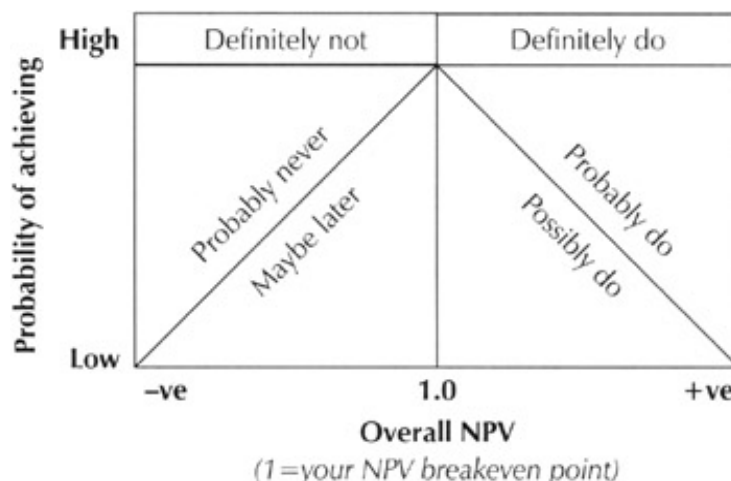 High
Definitely not
Definitely do
Probability of achieving
Probably never
Maybe later
Probably do
Possibly do
Low
–ve
1.0
+ve
Overall NPV
(1=your NPV breakeven point)